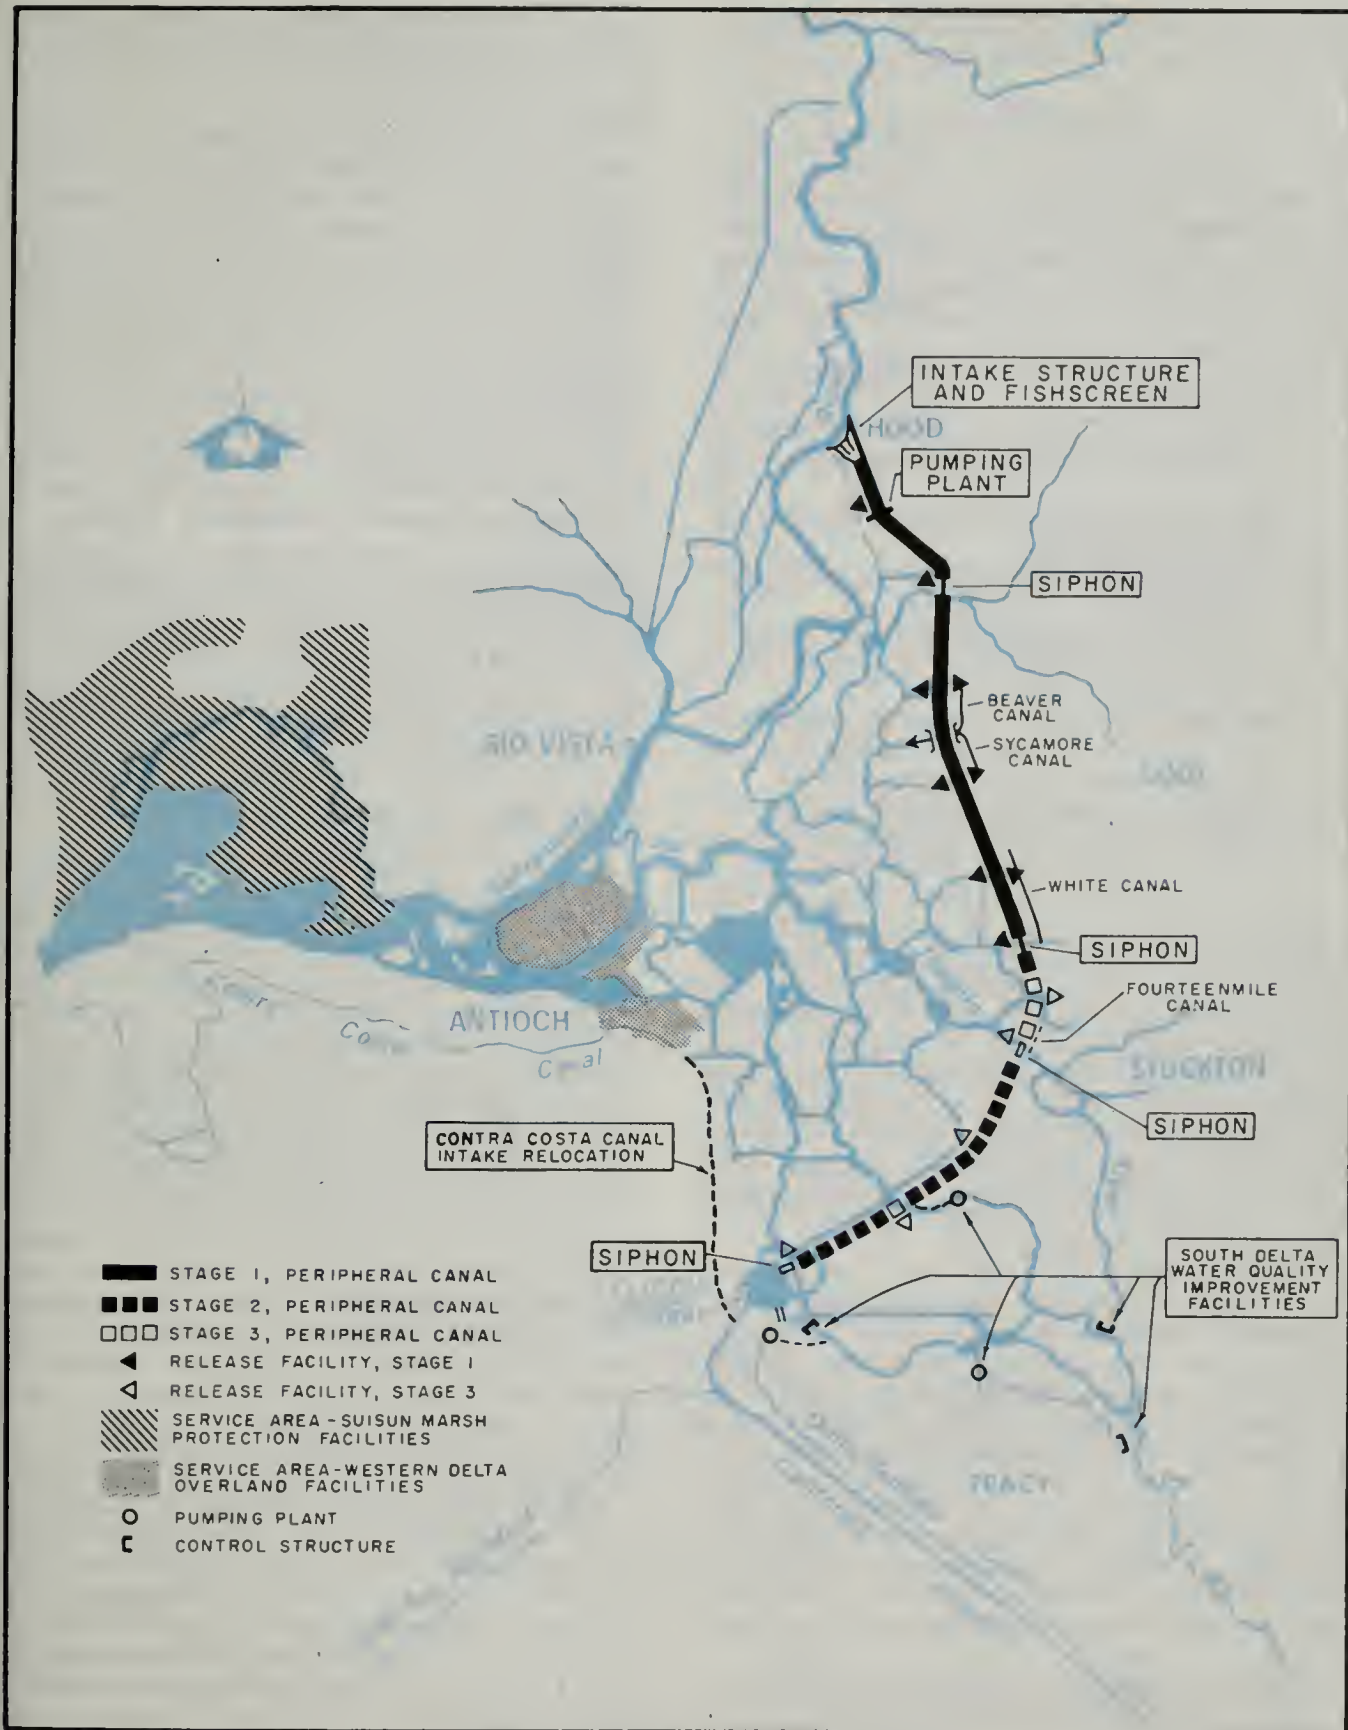 INTAKE STRUCTURE
AND FISHSCREEN
HOOD
PUMPING
PLANT
SIPHON
BEAVER
CANAL
SYCAMORE
CANAL
RIO VISTA
LODI
WHITE CANAL
SIPHON
FOURTEENMILE
CANAL
ANTIOCH
STOCKTON
SIPHON
CONTRA COSTA CANAL
INTAKE RELOCATION
SIPHON
SOUTH DELTA
WATER QUALITY
IMPROVEMENT
FACILITIES
STAGE 1, PERIPHERAL CANAL
STAGE 2, PERIPHERAL CANAL
STAGE 3, PERIPHERAL CANAL
RELEASE FACILITY, STAGE 1
RELEASE FACILITY, STAGE 3
SERVICE AREA - SUISUN MARSH
PROTECTION FACILITIES
SERVICE AREA-WESTERN DELTA
OVERLAND FACILITIES
TRACY
PUMPING PLANT
CONTROL STRUCTURE